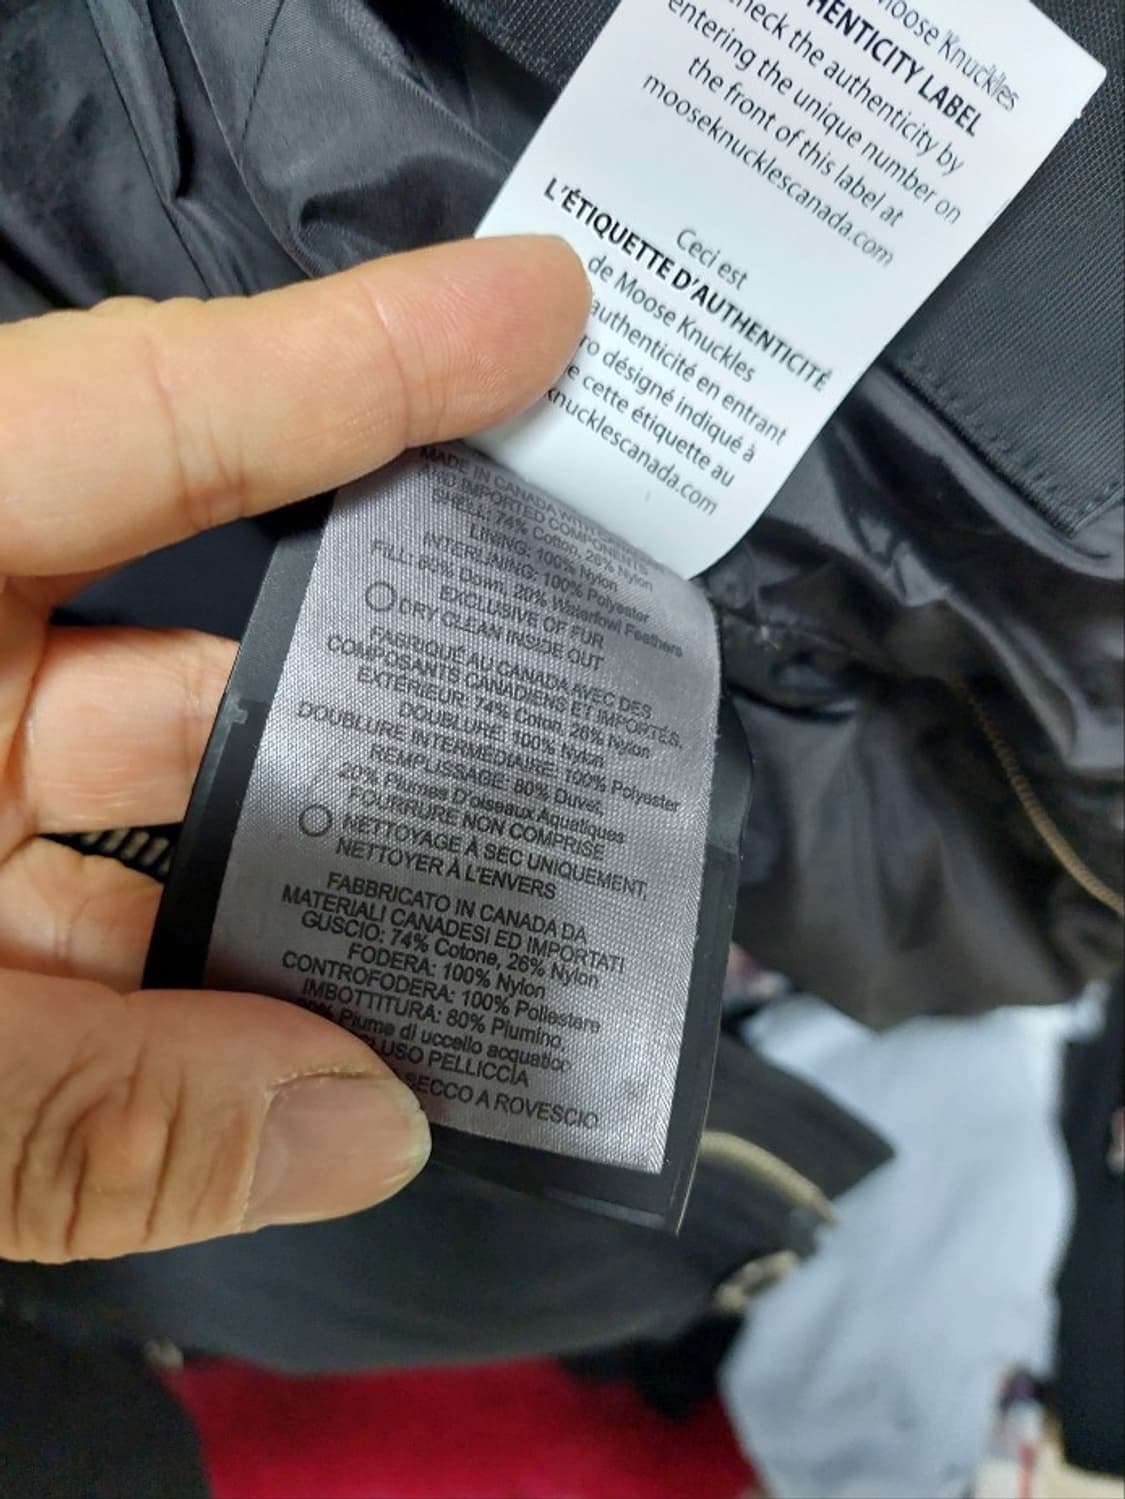 Moose Knuckles
HENTICITY LABEL
check the authenticity by
entering the unique number on
the front of this label at
mooseknucklescanada.com
Ceci est
L'ÉTIQUETTE D'AUTHENTICITÉ
de Moose Knuckles
authenticité en entrant
ro désigné indiqué à
e cette étiquette au
knucklescanada.com
MADE IN CANADA WITH
AND IMPORTED COMPONENTS
SHELL: 74% Cotton, 26% Nylon
LINING: 100% Nylon
INTERLINING: 100% Polyester
FILL: 80% Down, 20% Waterfowl Feathers
EXCLUSIVE OF FUR
DRY CLEAN INSIDE OUT
FABRIQUÉ AU CANADA AVEC DES
COMPOSANTS CANADIENS ET IMPORTÉS,
EXTERIEUR: 74% Coton, 26% Nylon
DOUBLURE: 100% Nylon
DOUBLURE INTERMÉDIAIRE: 100% Polyester
REMPLISSAGE: 80% Duvet,
20% Plumes D'oiseaux Aquatiques
FOURRURE NON COMPRISE
NETTOYAGE À SEC UNIQUEMENT,
NETTOYER À L'ENVERS
FABBRICATO IN CANADA DA
MATERIALI CANADESI ED IMPORTATI
GUSCIO: 74% Cotone, 26% Nylon
FODERA: 100% Nylon
CONTROFODERA: 100% Poliestere
IMBOTTITURA: 80% Piumino,
20% Piume di uccello acquatico
LUSO PELLICCIA
SECCO A ROVESCIO